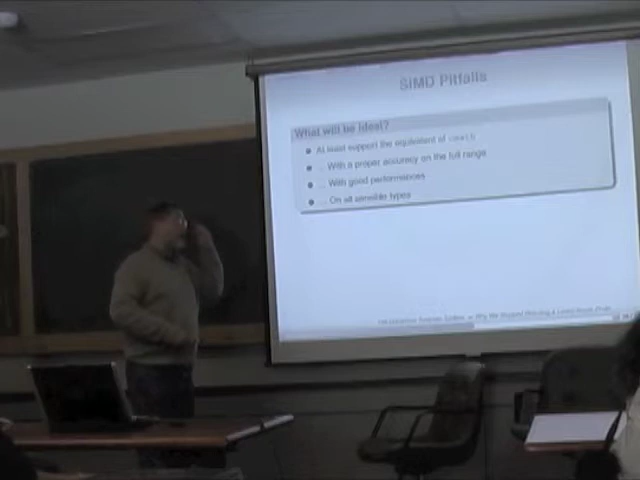 SIMD Pitfalls
What will be ideal?
At least support the equivalent of cmath
... With a proper accuracy on the full range
... With good performances
... On all sensible types